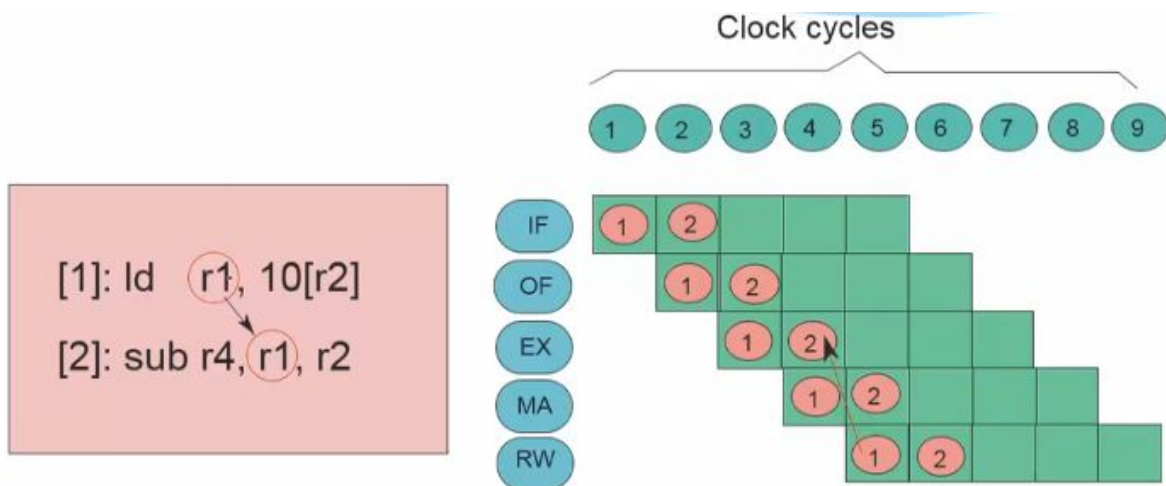 Clock cycles
1 2 3 4 5 6 7 8 9
IF 1 2
[1]: ld r1, 10[r2]
OF 1 2
[2]: sub r4, r1, r2
EX 1 2
MA 1 2
RW 1 2